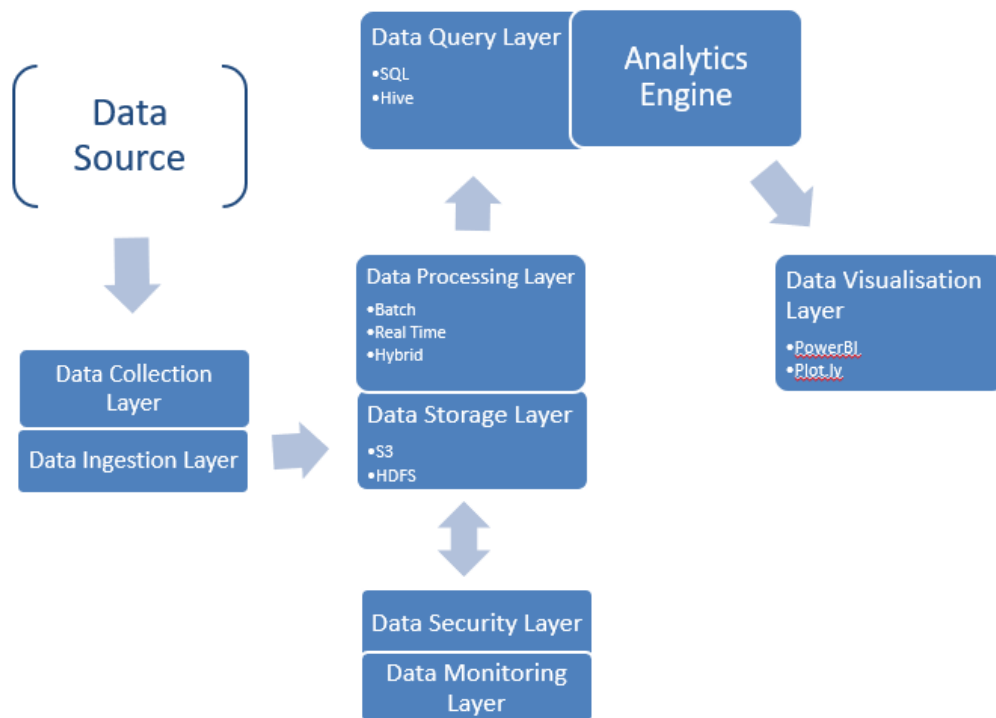 Data
Source
Data Collection
Layer
Data Ingestion Layer
Data Query Layer
•SQL
•Hive
Analytics
Engine
Data Processing Layer
•Batch
•Real Time
•Hybrid
Data Storage Layer
•S3
•HDFS
Data Security Layer
Data Monitoring
Layer
Data Visualisation
Layer
•PowerBI
•Plot.ly